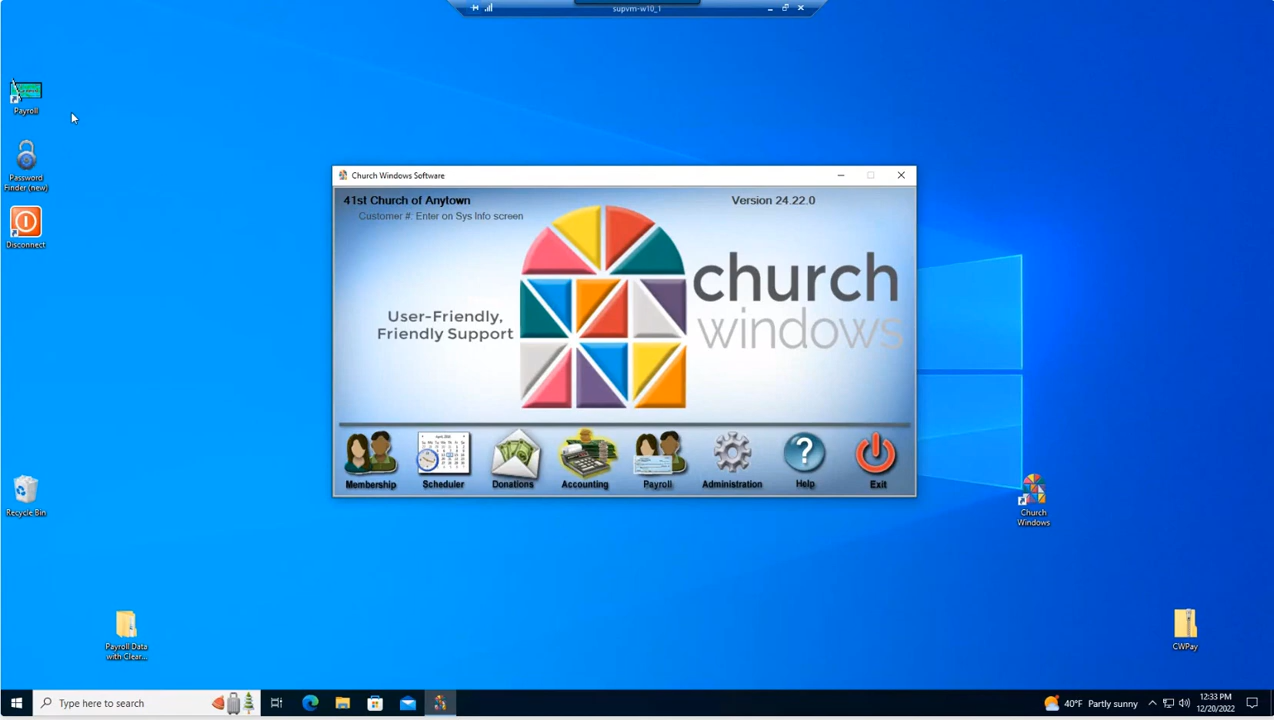 supvm-w10_1
Payroll
Password
Finder (new)
Disconnect
Recycle Bin
Payroll Data
with Clear...
Church Windows Software
41st Church of Anytown
Customer #: Enter on Sys Info screen
Version 24.22.0
User-Friendly,
Friendly Support
church
windows
Membership
Scheduler
Donations
Accounting
Payroll
Administration
Help
Exit
Church
Windows
CWPay
Type here to search
40°F Partly sunny
12:33 PM
12/20/2022